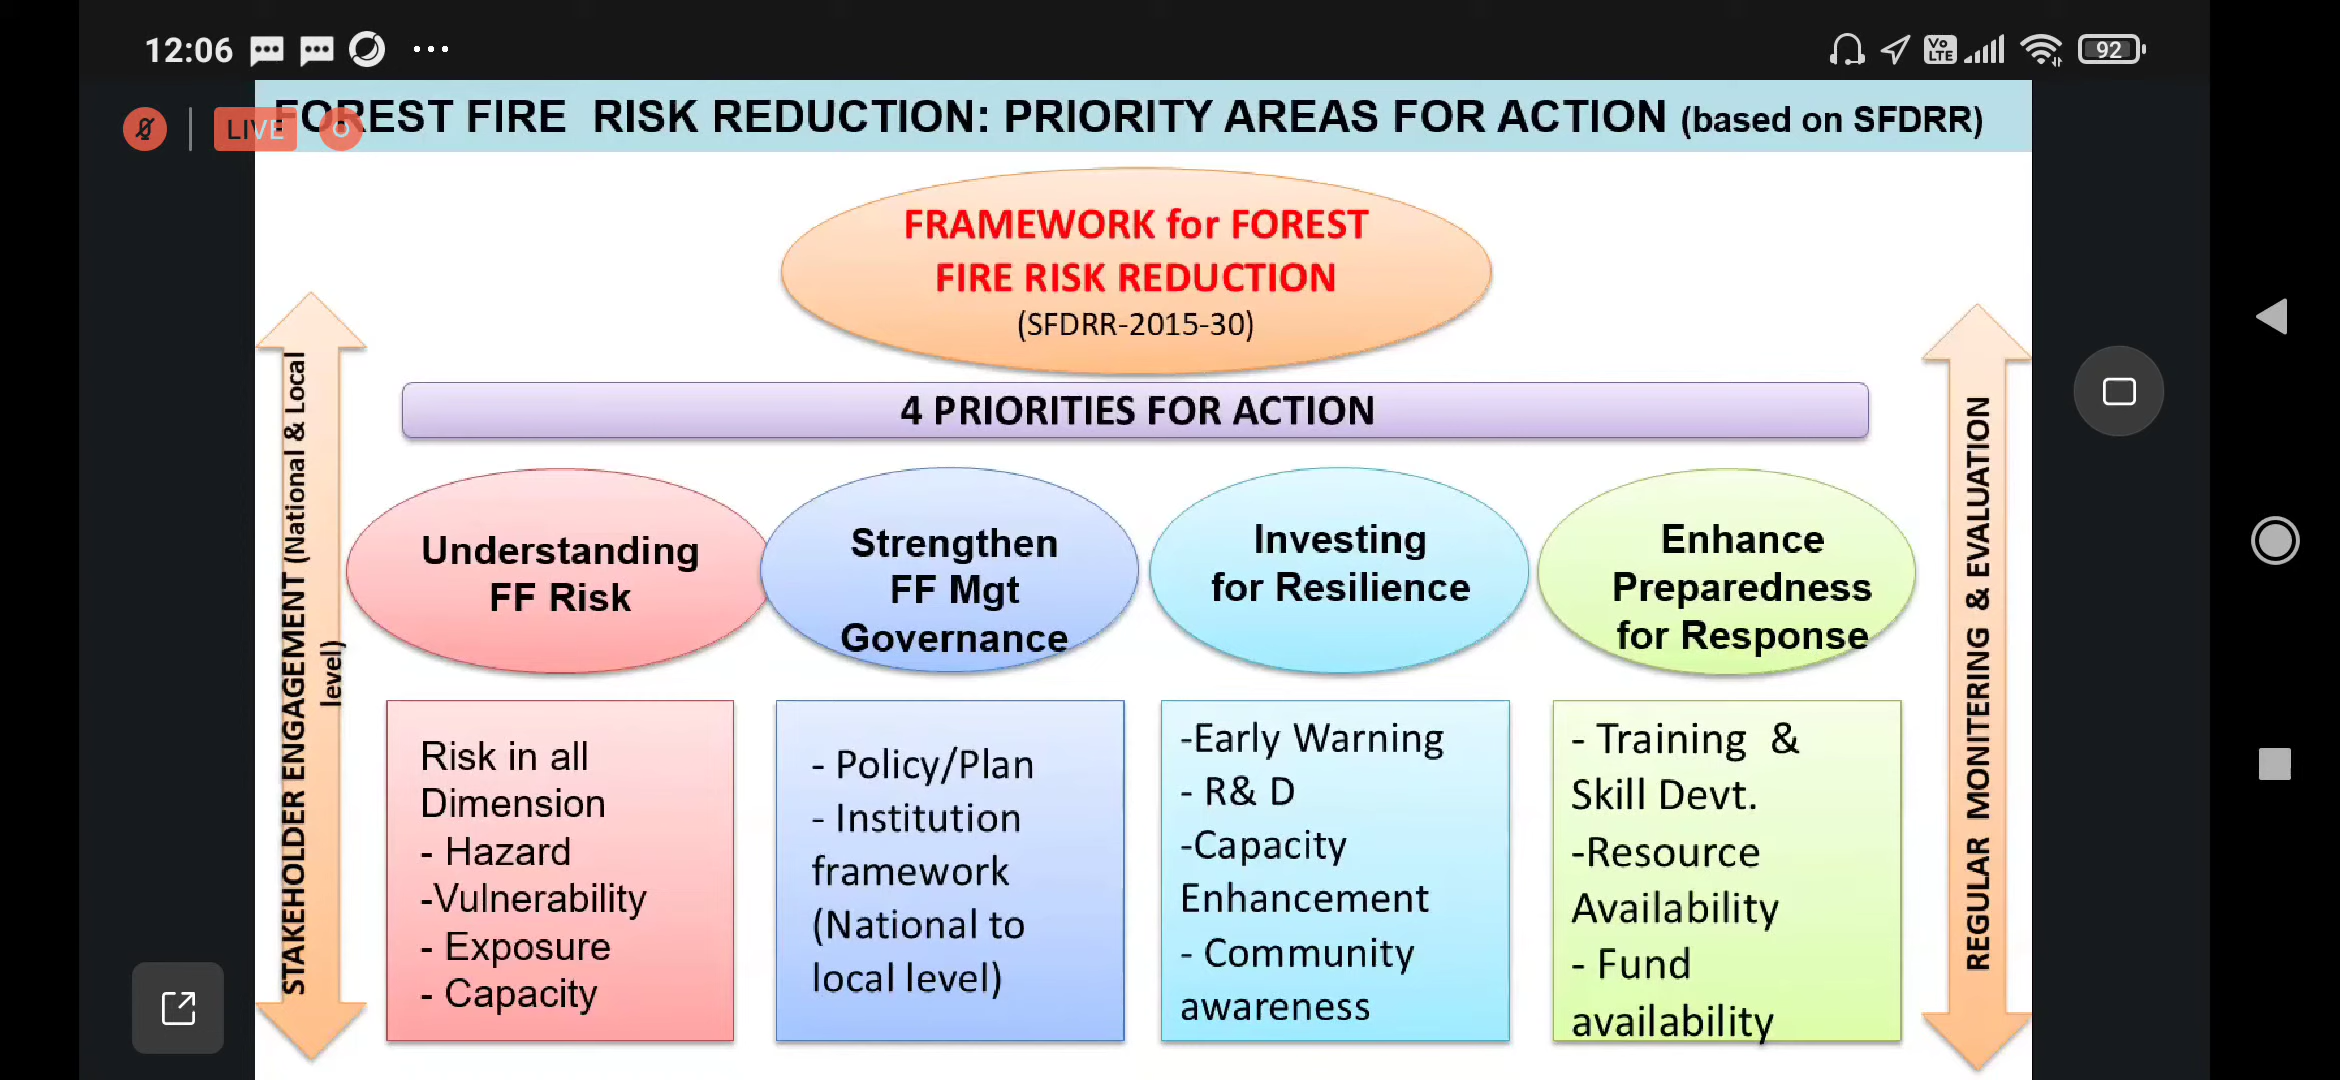 12:06
Vo
LTE
92
LIVE
FOREST FIRE RISK REDUCTION: PRIORITY AREAS FOR ACTION (based on SFDRR)
FRAMEWORK for FOREST
FIRE RISK REDUCTION
(SFDRR-2015-30)
4 PRIORITIES FOR ACTION
STAKEHOLDER ENGAGEMENT (National & Local
level)
Understanding
FF Risk
Risk in all
Dimension
- Hazard
-Vulnerability
- Exposure
- Capacity
Strengthen
FF Mgt
Governance
- Policy/Plan
- Institution
framework
(National to
local level)
Investing
for Resilience
-Early Warning
- R& D
-Capacity
Enhancement
- Community
awareness
Enhance
Preparedness
for Response
- Training &
Skill Devt.
-Resource
Availability
- Fund
availability
REGULAR MONITERING & EVALUATION